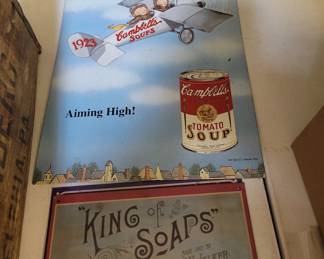 1923
Campbell's
SOUPS
Aiming High!
Campbell's
TOMATO
SOUP
"KING of
SOAPS"